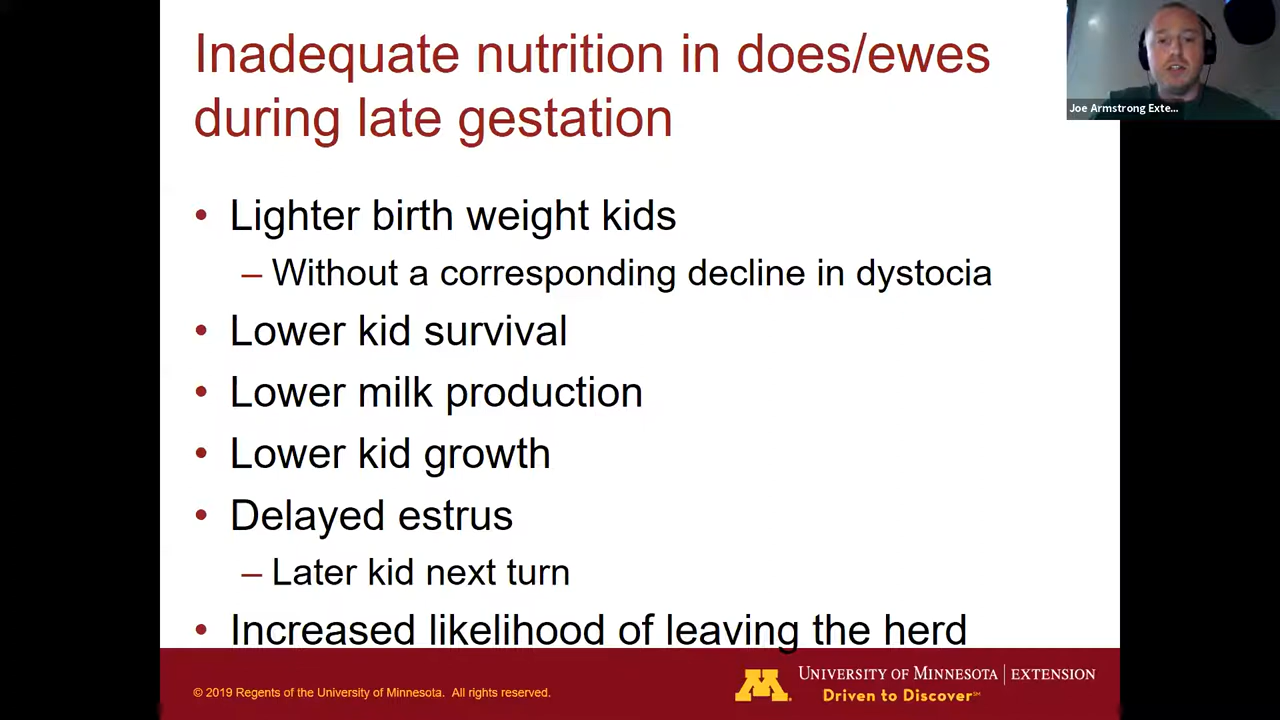 Inadequate nutrition in does/ewes
during late gestation
Joe Armstrong Exte...
• Lighter birth weight kids
– Without a corresponding decline in dystocia
• Lower kid survival
• Lower milk production
• Lower kid growth
• Delayed estrus
– Later kid next turn
• Increased likelihood of leaving the herd
© 2019 Regents of the University of Minnesota. All rights reserved.
M
UNIVERSITY OF MINNESOTA | EXTENSION
Driven to Discover℠